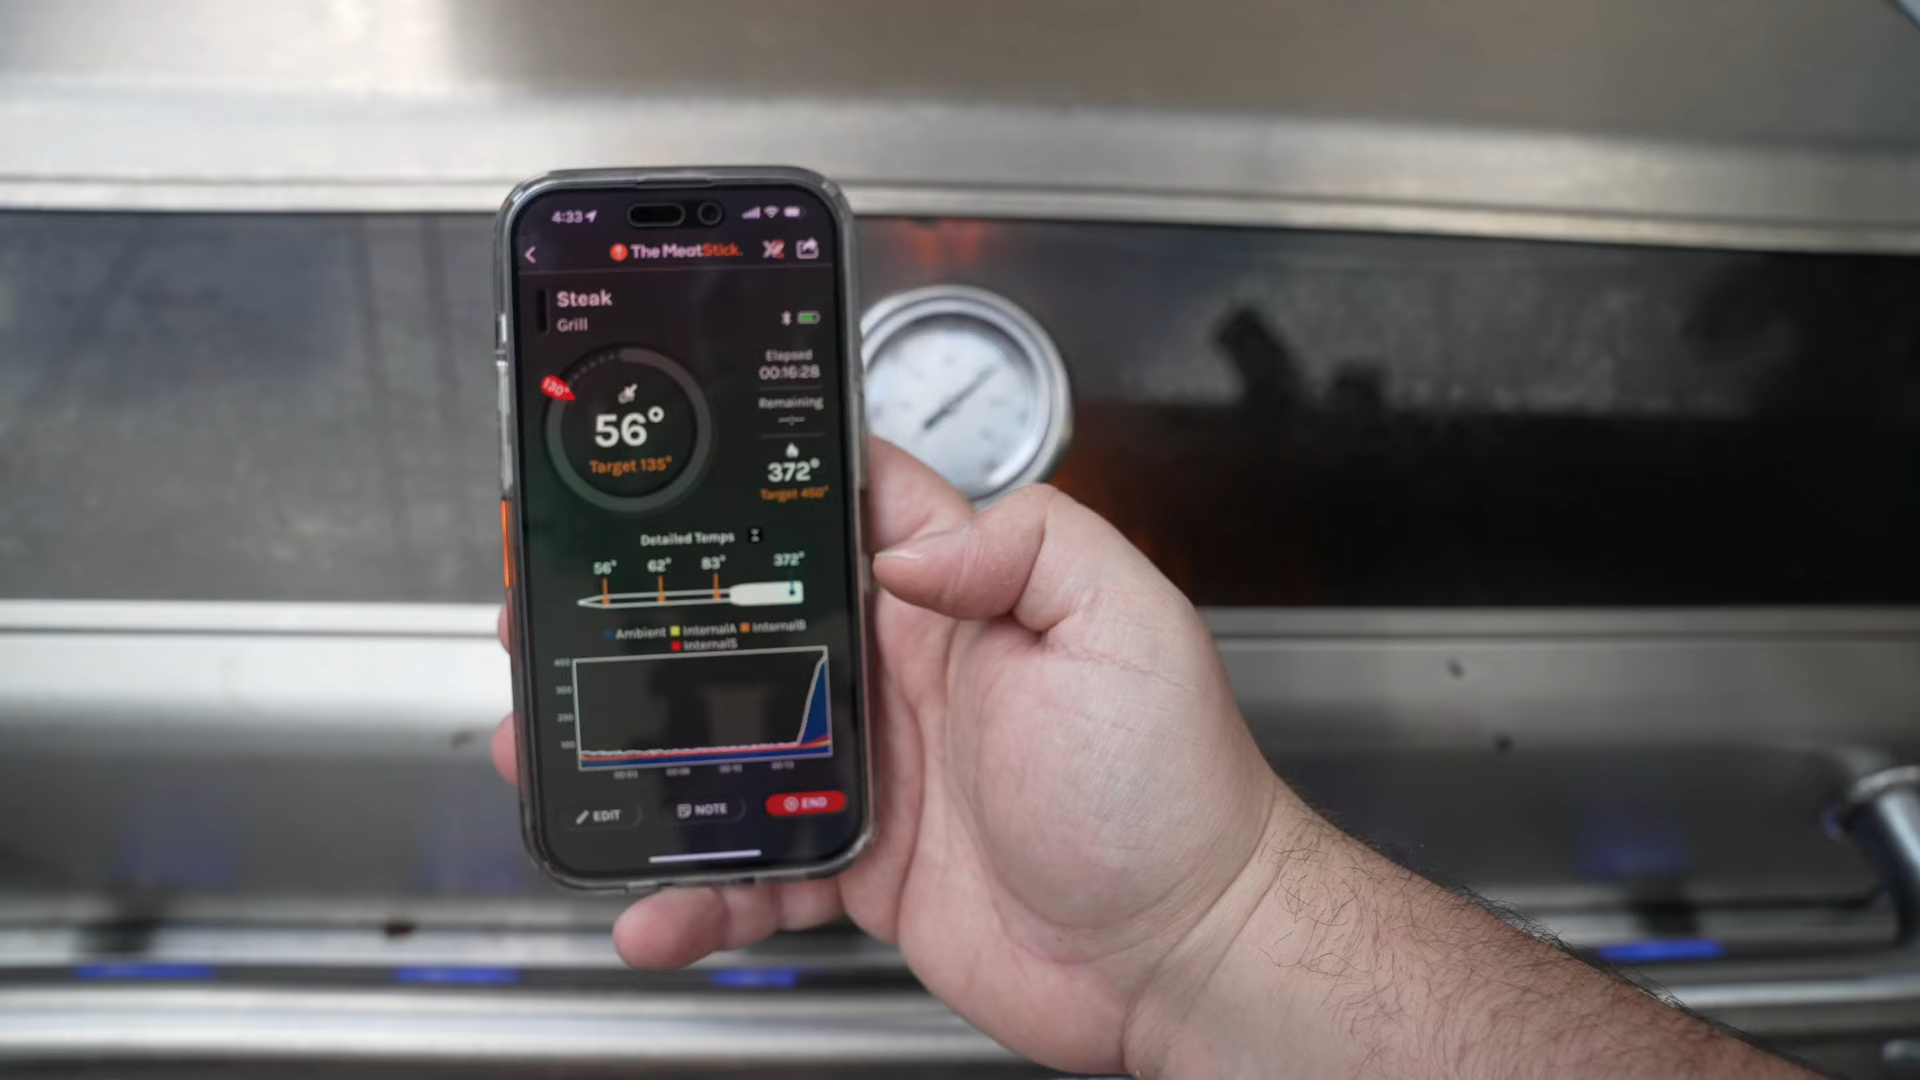 4:33
The MeatStick.
Steak
Grill
Elapsed
00:16:28
130°
Remaining
--:--
56°
Target 135°
372°
Target 450°
Detailed Temps
56° 62° 83° 372°
Ambient InternalA InternalB
InternalS
400
300
200
100
EDIT
NOTE
END